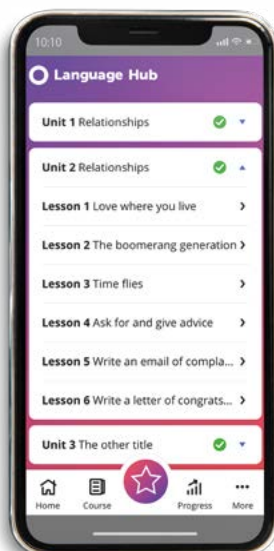 10:10
Language Hub
Unit 1 Relationships
Unit 2 Relationships
Lesson 1 Love where you live
Lesson 2 The boomerang generation
Lesson 3 Time flies
Lesson 4 Ask for and give advice
Lesson 5 Write an email of compla...
Lesson 6 Write a letter of congrats...
Unit 3 The other title
Home
Course
Progress
More